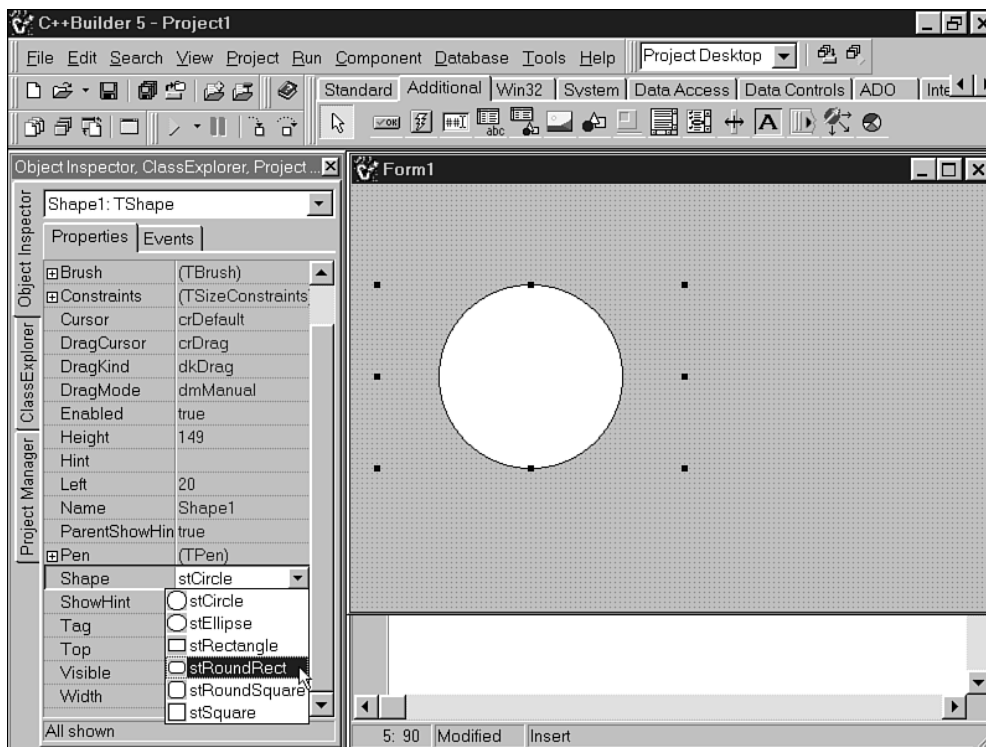 C++Builder 5 - Project1
File Edit Search View Project Run Component Database Tools Help
Project Desktop
Standard Additional Win32 System Data Access Data Controls ADO Inte
OK
abc
A
Object Inspector, ClassExplorer, Project ...
Form1
Object Inspector
ClassExplorer
Project Manager
Shape1: TShape
Properties Events
Brush (TBrush)
Constraints (TSizeConstraints
Cursor crDefault
DragCursor crDrag
DragKind dkDrag
DragMode dmManual
Enabled true
Height 149
Hint
Left 20
Name Shape1
ParentShowHin true
Pen (TPen)
Shape stCircle
ShowHint
Tag
Top
Visible
Width
stCircle
stEllipse
stRectangle
stRoundRect
stRoundSquare
stSquare
All shown
5: 90 Modified Insert